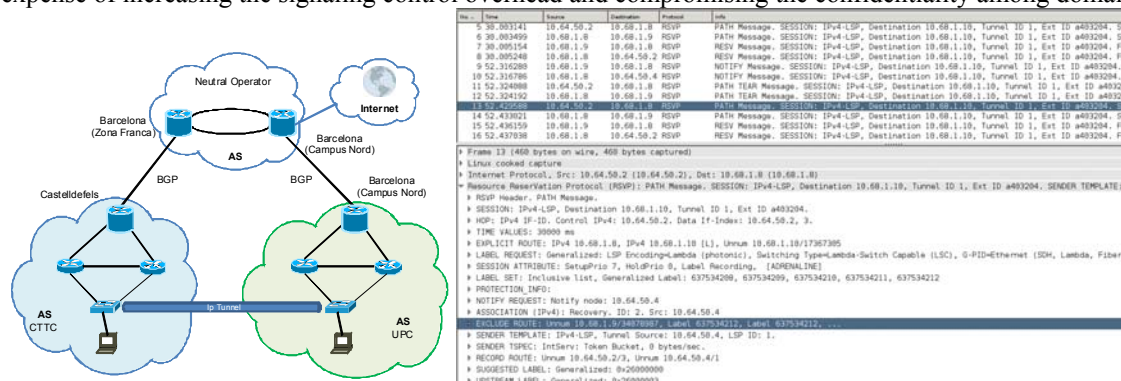 expense of increasing the signaling control overhead and compromising the confidentiality among domai
Neutral Operator
Internet
Barcelona
(Zona Franca)
AS
Barcelona
(Campus Nord)
BGP
BGP
Castelldefels
Barcelona
(Campus Nord)
Ip Tunnel
AS
CTTC
AS
UPC
No. Time Source Destination Protocol Info
5 30.003141 10.64.50.2 10.68.1.8 RSVP PATH Message. SESSION: IPv4-LSP, Destination 10.68.1.10, Tunnel ID 1, Ext ID a403204. S
6 30.003499 10.68.1.8 10.68.1.9 RSVP PATH Message. SESSION: IPv4-LSP, Destination 10.68.1.10, Tunnel ID 1, Ext ID a403204. S
7 30.005154 10.68.1.9 10.68.1.8 RSVP RESV Message. SESSION: IPv4-LSP, Destination 10.68.1.10, Tunnel ID 1, Ext ID a403204. F
8 30.005248 10.68.1.8 10.64.50.2 RSVP RESV Message. SESSION: IPv4-LSP, Destination 10.68.1.10, Tunnel ID 1, Ext ID a403204. F
9 52.316280 10.68.1.9 10.68.1.8 RSVP NOTIFY Message. SESSION: IPv4-LSP, Destination 10.68.1.10, Tunnel ID 1, Ext ID a403204.
10 52.316786 10.68.1.8 10.64.50.4 RSVP NOTIFY Message. SESSION: IPv4-LSP, Destination 10.68.1.10, Tunnel ID 1, Ext ID a403204.
11 52.324088 10.64.50.2 10.68.1.8 RSVP PATH TEAR Message. SESSION: IPv4-LSP, Destination 10.68.1.10, Tunnel ID 1, Ext ID a4032
12 52.324192 10.68.1.8 10.68.1.9 RSVP PATH TEAR Message. SESSION: IPv4-LSP, Destination 10.68.1.10, Tunnel ID 1, Ext ID a4032
13 52.429588 10.64.50.2 10.68.1.8 RSVP PATH Message. SESSION: IPv4-LSP, Destination 10.68.1.10, Tunnel ID 1, Ext ID a403204. S
14 52.433021 10.68.1.8 10.68.1.9 RSVP PATH Message. SESSION: IPv4-LSP, Destination 10.68.1.10, Tunnel ID 1, Ext ID a403204. S
15 52.436159 10.68.1.9 10.68.1.8 RSVP RESV Message. SESSION: IPv4-LSP, Destination 10.68.1.10, Tunnel ID 1, Ext ID a403204. F
16 52.437038 10.68.1.8 10.64.50.2 RSVP RESV Message. SESSION: IPv4-LSP, Destination 10.68.1.10, Tunnel ID 1, Ext ID a403204. F
Frame 13 (460 bytes on wire, 460 bytes captured)
Linux cooked capture
Internet Protocol, Src: 10.64.50.2 (10.64.50.2), Dst: 10.68.1.8 (10.68.1.8)
Resource ReserVation Protocol (RSVP): PATH Message. SESSION: IPv4-LSP, Destination 10.68.1.10, Tunnel ID 1, Ext ID a403204. SENDER TEMPLATE:
RSVP Header. PATH Message.
SESSION: IPv4-LSP, Destination 10.68.1.10, Tunnel ID 1, Ext ID a403204.
HOP: IPv4 IF-ID. Control IPv4: 10.64.50.2. Data If-Index: 10.64.50.2, 3.
TIME VALUES: 30000 ms
EXPLICIT ROUTE: IPv4 10.68.1.8, IPv4 10.68.1.10 [L], Unnum 10.68.1.10/17367305
LABEL REQUEST: Generalized: LSP Encoding=Lambda (photonic), Switching Type=Lambda-Switch Capable (LSC), G-PID=Ethernet (SDH, Lambda, Fiber
SESSION ATTRIBUTE: SetupPrio 7, HoldPrio 0, Label Recording, [ADRENALINE]
LABEL SET: Inclusive list, Generalized Label: 637534208, 637534209, 637534210, 637534211, 637534212
PROTECTION_INFO:
NOTIFY REQUEST: Notify node: 10.64.50.4
ASSOCIATION (IPv4): Recovery. ID: 2. Src: 10.64.50.4
EXCLUDE ROUTE: Unnum 10.68.1.9/34078987, Label 637534212, Label 637534212, ...
SENDER TEMPLATE: IPv4-LSP, Tunnel Source: 10.64.50.4, LSP ID: 1.
SENDER TSPEC: IntServ: Token Bucket, 0 bytes/sec.
RECORD ROUTE: Unnum 10.64.50.2/3, Unnum 10.64.50.4/1
SUGGESTED LABEL: Generalized: 0x26000000
UPSTREAM LABEL: Generalized: 0x26000003